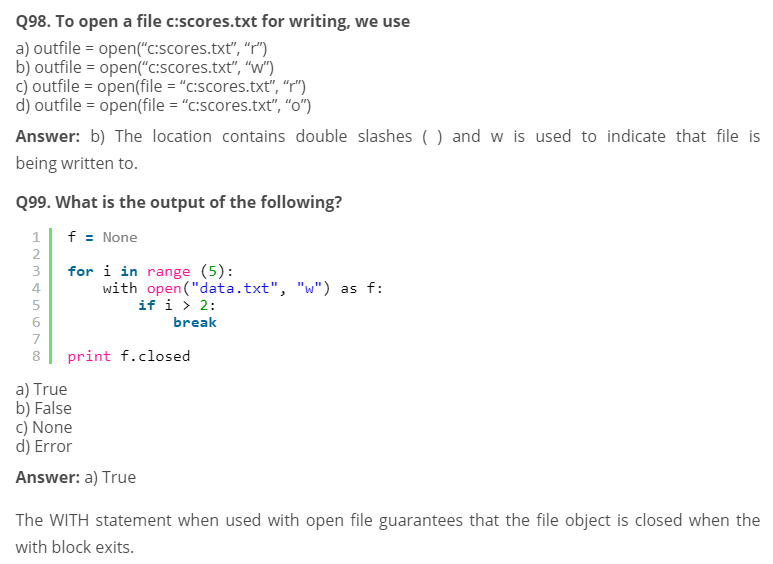 Q98. To open a file c:scores.txt for writing, we use
a) outfile = open(“c:scores.txt”, “r”)
b) outfile = open(“c:scores.txt”, “w”)
c) outfile = open(file = “c:scores.txt”, “r”)
d) outfile = open(file = “c:scores.txt”, “o”)
Answer: b) The location contains double slashes ( ) and w is used to indicate that file is
being written to.
Q99. What is the output of the following?
1 f = None
2
3 for i in range (5):
4     with open("data.txt", "w") as f:
5         if i > 2:
6             break
7
8 print f.closed
a) True
b) False
c) None
d) Error
Answer: a) True
The WITH statement when used with open file guarantees that the file object is closed when the
with block exits.